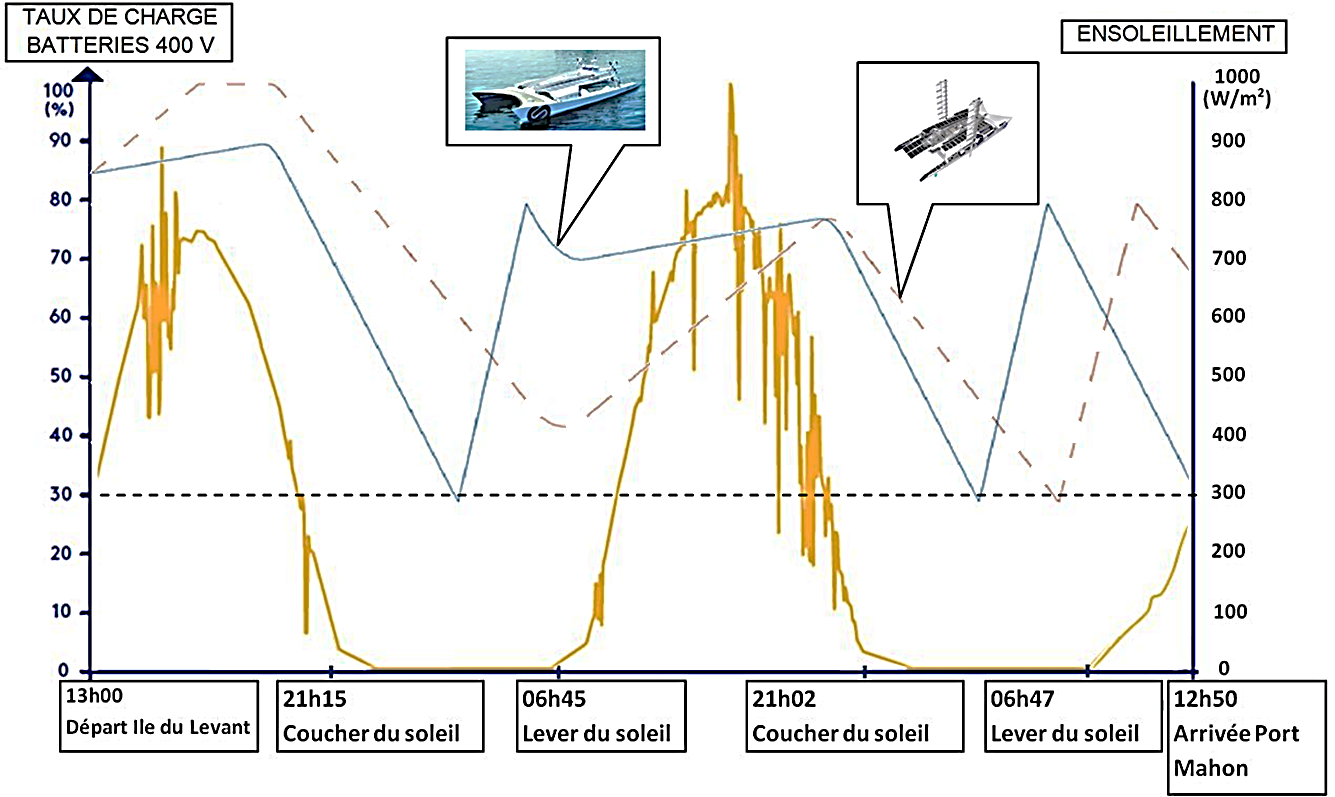 TAUX DE CHARGE
BATTERIES 400 V
ENSOLEILLEMENT
100
(%)
90
80
70
60
50
40
30
20
10
0
1000
(W/m²)
900
800
700
600
500
400
300
200
100
0
13h00
Départ Ile du Levant
21h15
Coucher du soleil
06h45
Lever du soleil
21h02
Coucher du soleil
06h47
Lever du soleil
12h50
Arrivée Port
Mahon